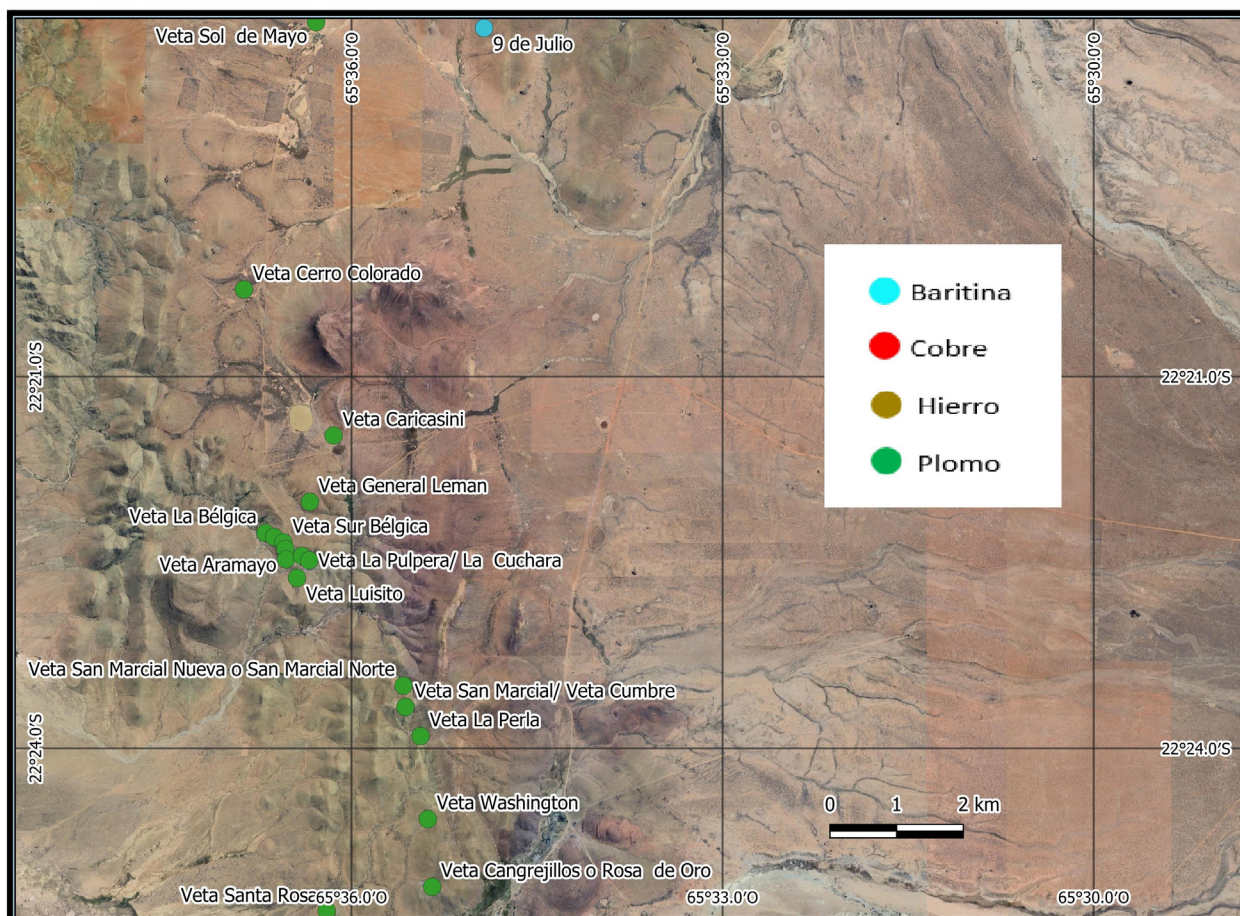 Veta Sol de Mayo
9 de Julio
65°36.0'O
65°33.0'O
65°30.0'O
Veta Cerro Colorado
Baritina
Cobre
Hierro
Plomo
22°21.0'S
22°21.0'S
Veta Caricasini
Veta General Leman
Veta La Bélgica
Veta Sur Bélgica
Veta Aramayo
Veta La Pulpera/ La Cuchara
Veta Luisito
Veta San Marcial Nueva o San Marcial Norte
Veta San Marcial/ Veta Cumbre
Veta La Perla
22°24.0'S
22°24.0'S
Veta Washington
0 1 2 km
Veta Cangrejillos o Rosa de Oro
Veta Santa Rosa
65°36.0'O
65°33.0'O
65°30.0'O